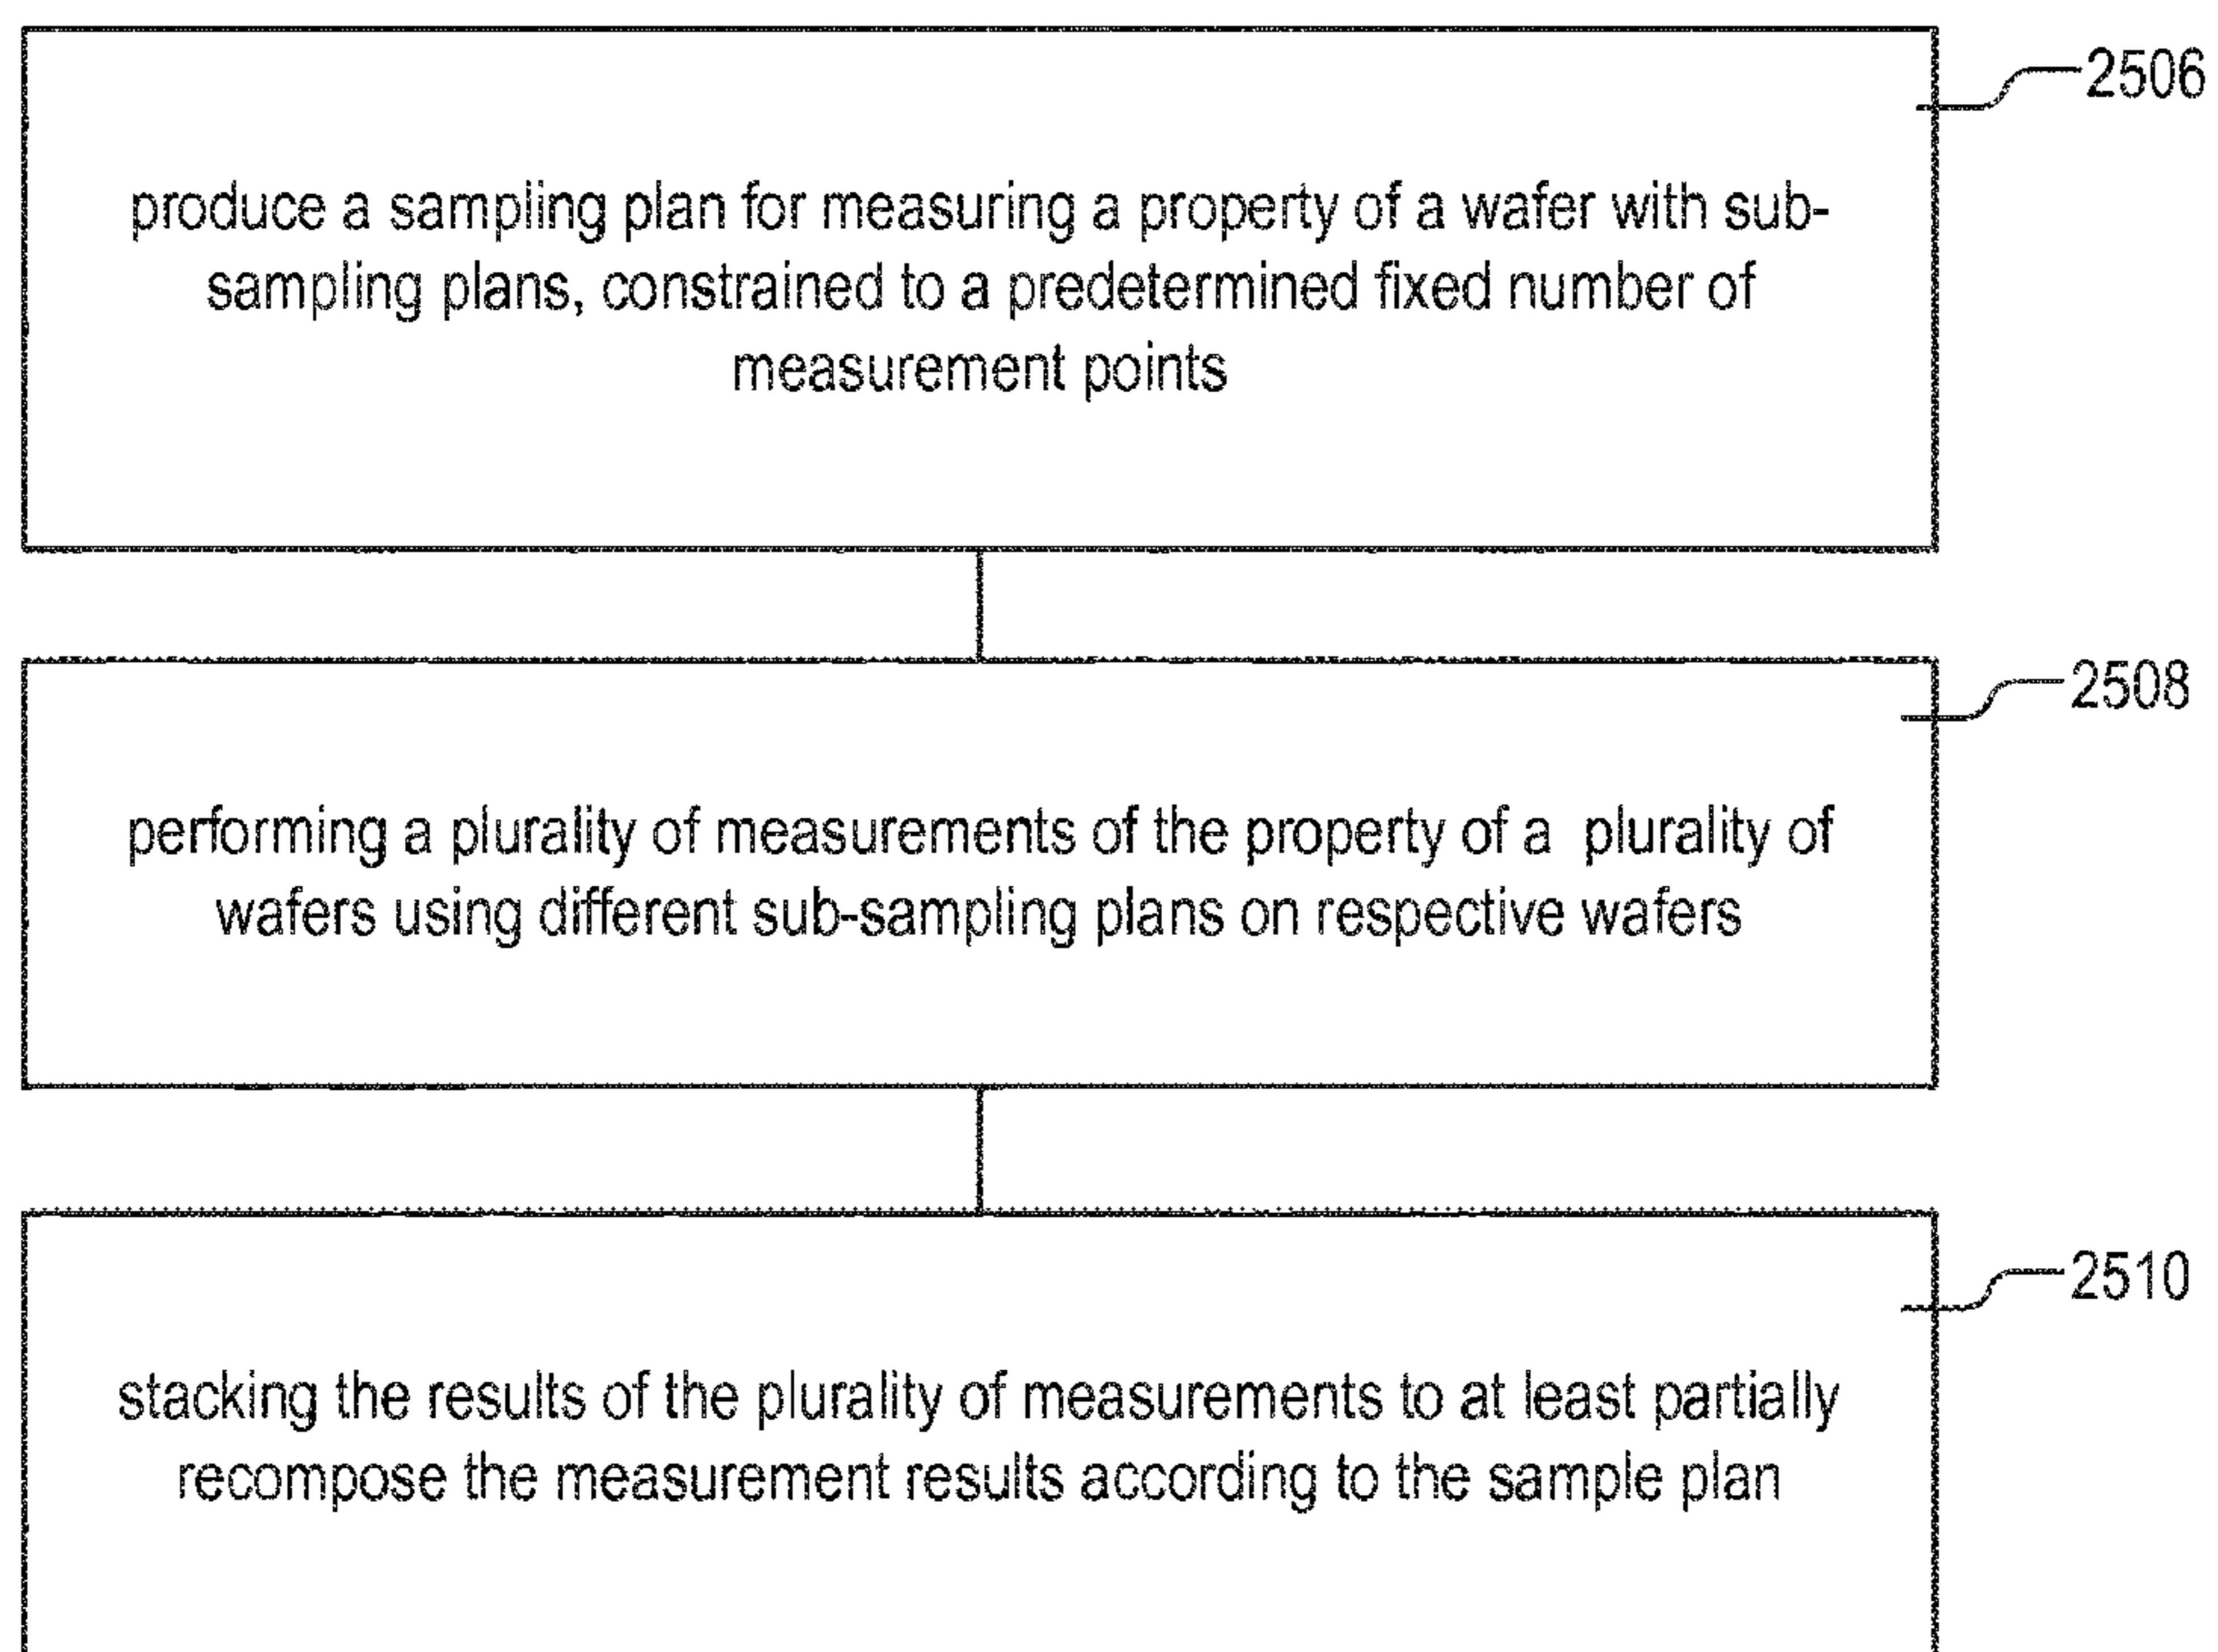 2506
produce a sampling plan for measuring a property of a wafer with sub-
sampling plans, constrained to a predetermined fixed number of
measurement points
2508
performing a plurality of measurements of the property of a plurality of
wafers using different sub-sampling plans on respective wafers
2510
stacking the results of the plurality of measurements to at least partially
recompose the measurement results according to the sample plan